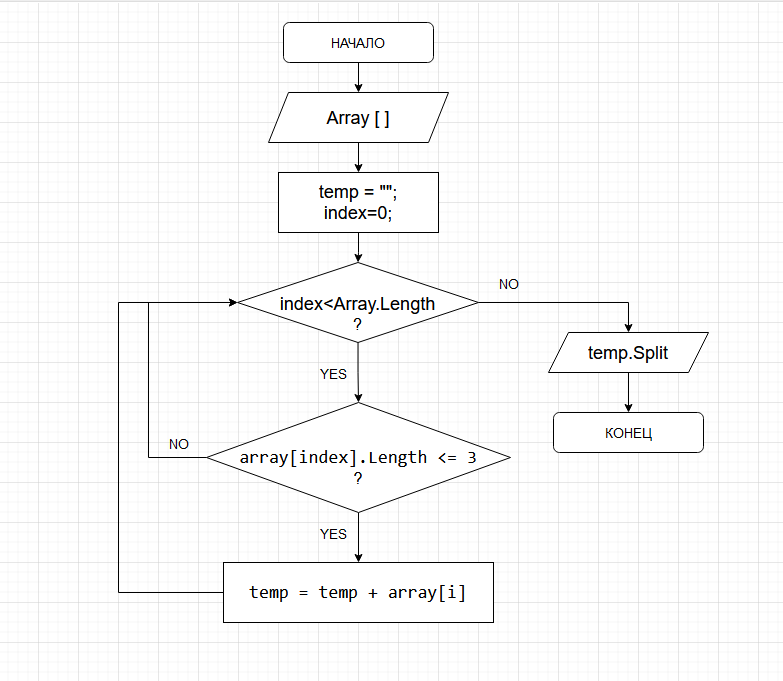 НАЧАЛО
Array [ ]
temp = "";
index=0;
index<Array.Length
?
NO
YES
temp.Split
КОНЕЦ
array[index].Length <= 3
?
NO
YES
temp = temp + array[i]